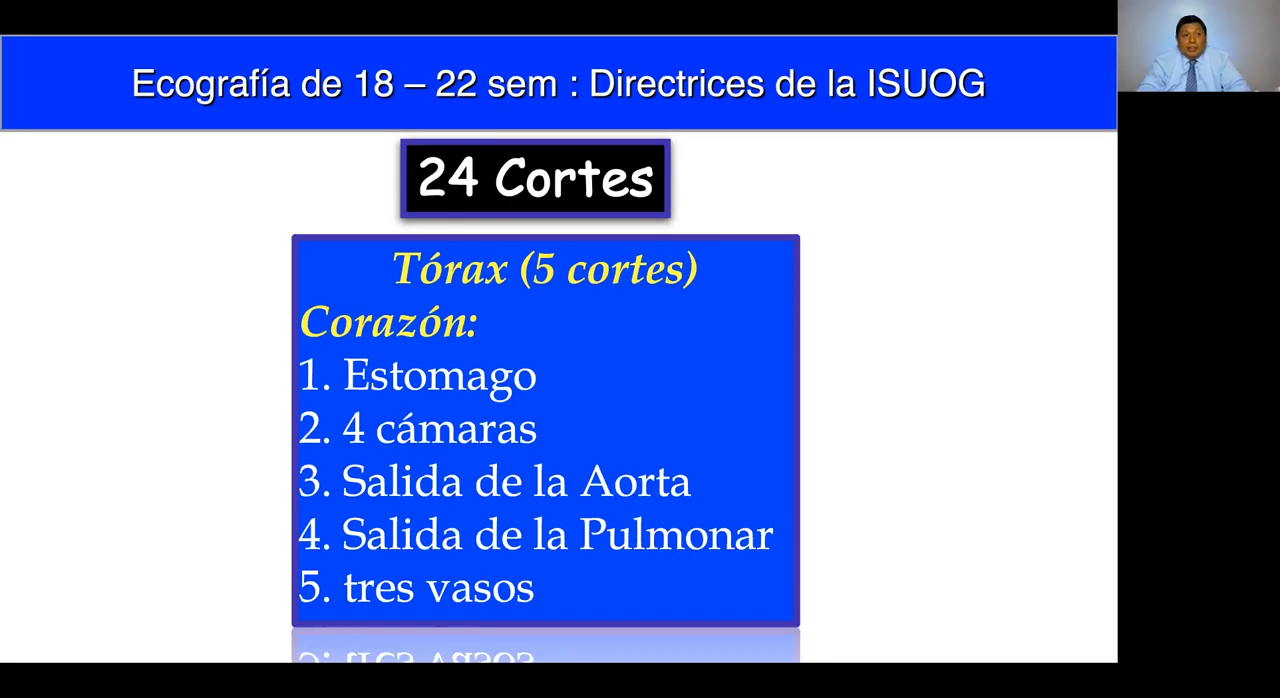 Ecografía de 18 – 22 sem : Directrices de la ISUOG
24 Cortes
Tórax (5 cortes)
Corazón:
1. Estomago
2. 4 cámaras
3. Salida de la Aorta
4. Salida de la Pulmonar
5. tres vasos